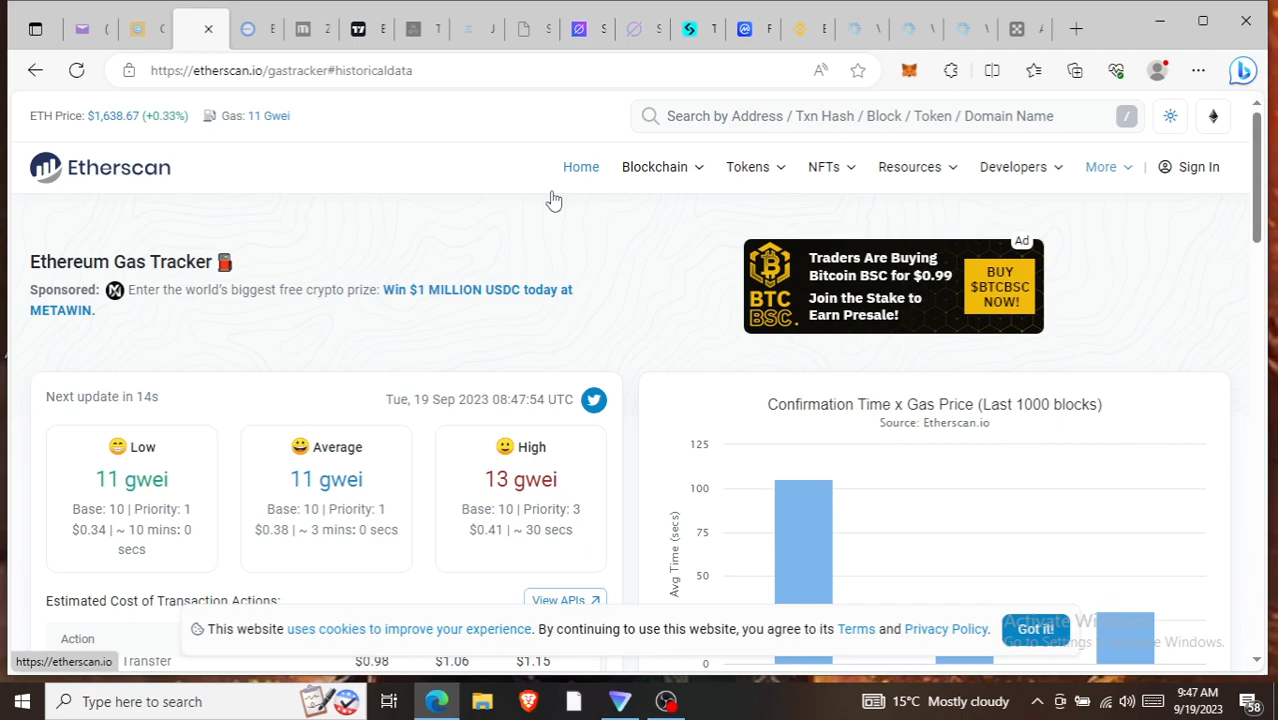 E
Z
E
T
J
S
S
S
T
F
E
A
https://etherscan.io/gastracker#historicaldata
ETH Price: $1,638.67 (+0.33%) Gas: 11 Gwei
Search by Address / Txn Hash / Block / Token / Domain Name
/
Etherscan
Home Blockchain Tokens NFTs Resources Developers More Sign In
Ethereum Gas Tracker
Sponsored: Enter the world's biggest free crypto prize: Win $1 MILLION USDC today at
METAWIN.
Ad
Traders Are Buying
Bitcoin BSC for $0.99
Join the Stake to
Earn Presale!
BTC
BSC.
BUY
$BTCBSC
NOW!
Next update in 14s
Tue, 19 Sep 2023 08:47:54 UTC
Low
11 gwei
Base: 10 | Priority: 1
$0.34 | ~ 10 mins: 0
secs
Average
11 gwei
Base: 10 | Priority: 1
$0.38 | ~ 3 mins: 0 secs
High
13 gwei
Base: 10 | Priority: 3
$0.41 | ~ 30 secs
Estimated Cost of Transaction Actions:
View APIs
Action
Transfer $0.98 $1.06 $1.15
Confirmation Time x Gas Price (Last 1000 blocks)
Source: Etherscan.io
Avg Time (secs)
125
100
75
50
0
This website uses cookies to improve your experience. By continuing to use this website, you agree to its Terms and Privacy Policy.
Got it!
Activate Windows
Go to Settings to activate Windows.
https://etherscan.io
Type here to search
15°C Mostly cloudy
9:47 AM
9/19/2023
58